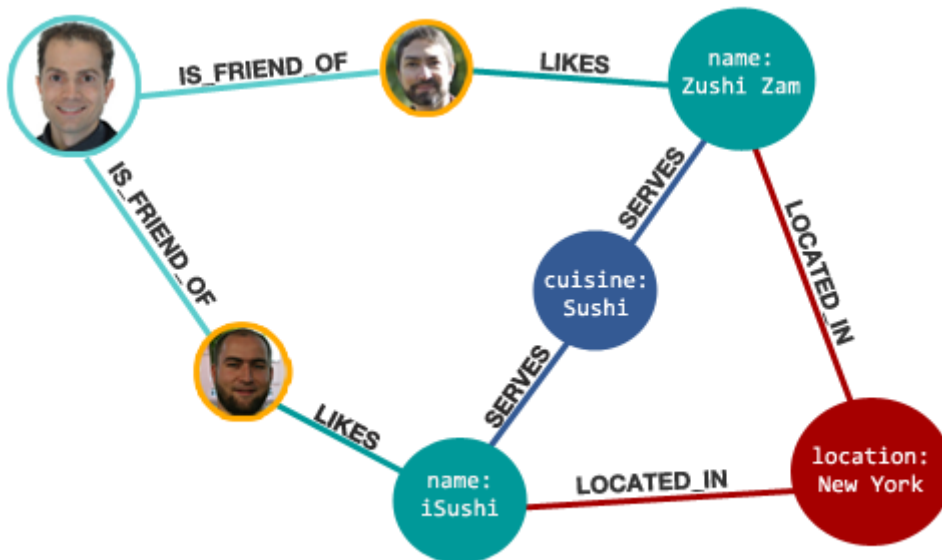 IS_FRIEND_OF
LIKES
name:
Zushi Zam
IS_FRIEND_OF
SERVES
LOCATED_IN
cuisine:
Sushi
SERVES
LIKES
name:
iSushi
LOCATED_IN
location:
New York